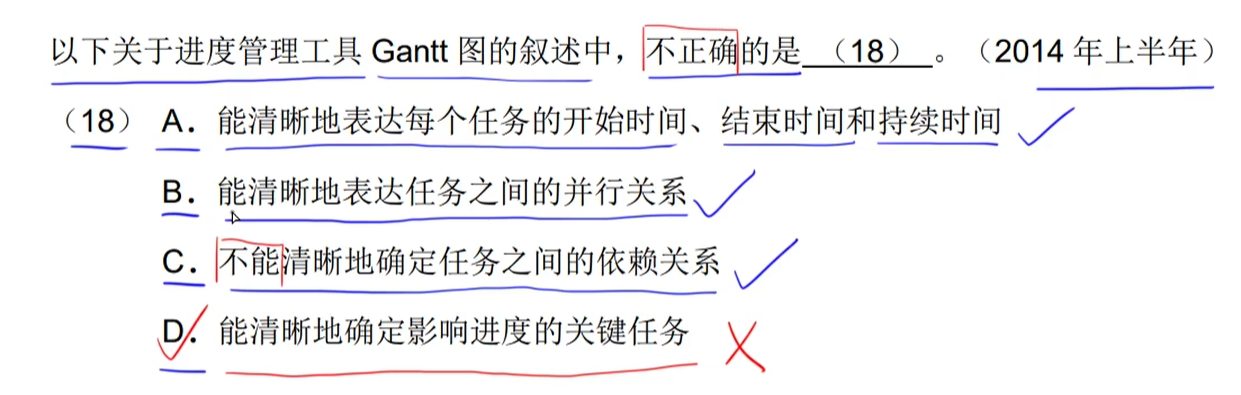 以下关于进度管理工具 Gantt 图的叙述中，不正确的是 （18） 。（2014 年上半年）
（18） A．能清晰地表达每个任务的开始时间、结束时间和持续时间
B．能清晰地表达任务之间的并行关系
C．不能清晰地确定任务之间的依赖关系
D．能清晰地确定影响进度的关键任务